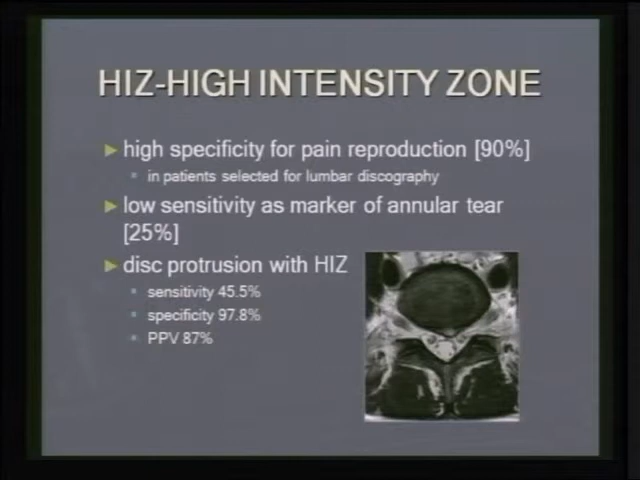 HIZ-HIGH INTENSITY ZONE
high specificity for pain reproduction [90%]
in patients selected for lumbar discography
low sensitivity as marker of annular tear
[25%]
disc protrusion with HIZ
sensitivity 45.5%
specificity 97.8%
PPV 87%